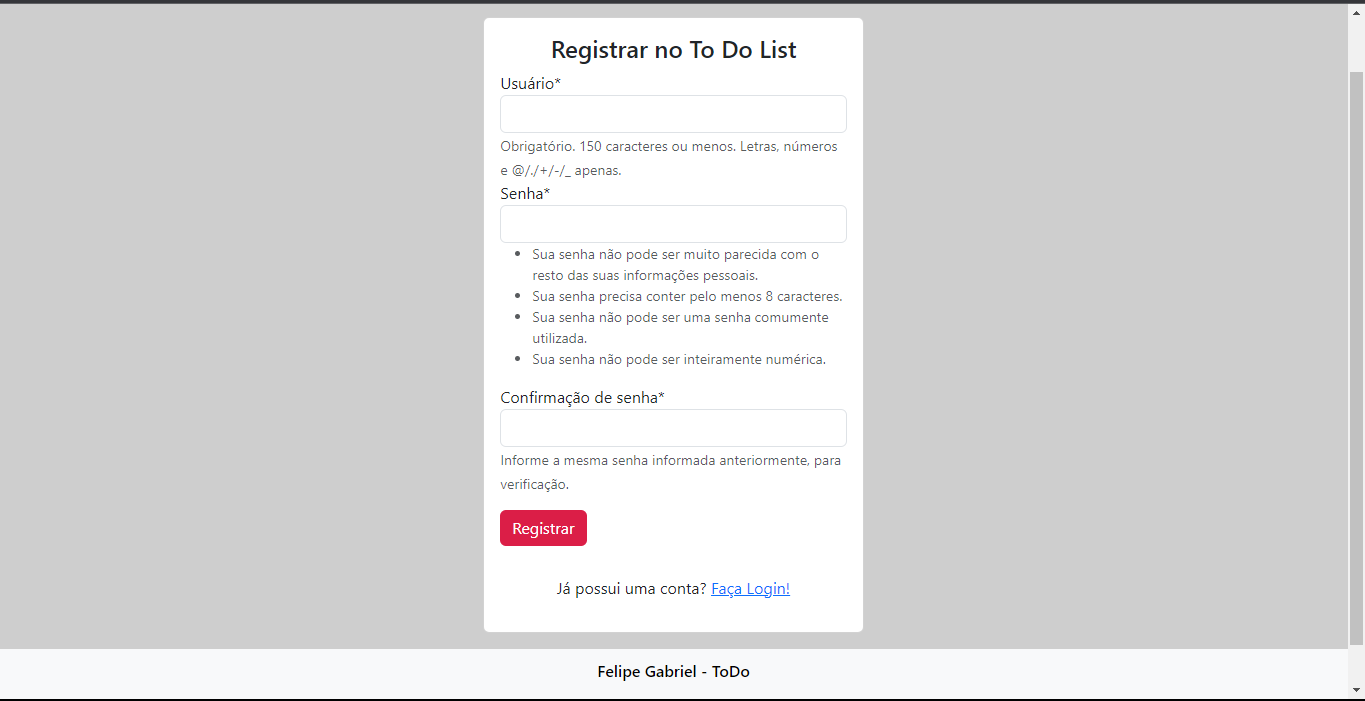 Registrar no To Do List
Usuário*
Obrigatório. 150 caracteres ou menos. Letras, números
e @/./+/-/_ apenas.
Senha*
Sua senha não pode ser muito parecida com o
resto das suas informações pessoais.
Sua senha precisa conter pelo menos 8 caracteres.
Sua senha não pode ser uma senha comumente
utilizada.
Sua senha não pode ser inteiramente numérica.
Confirmação de senha*
Informe a mesma senha informada anteriormente, para
verificação.
Registrar
Já possui uma conta? Faça Login!
Felipe Gabriel - ToDo